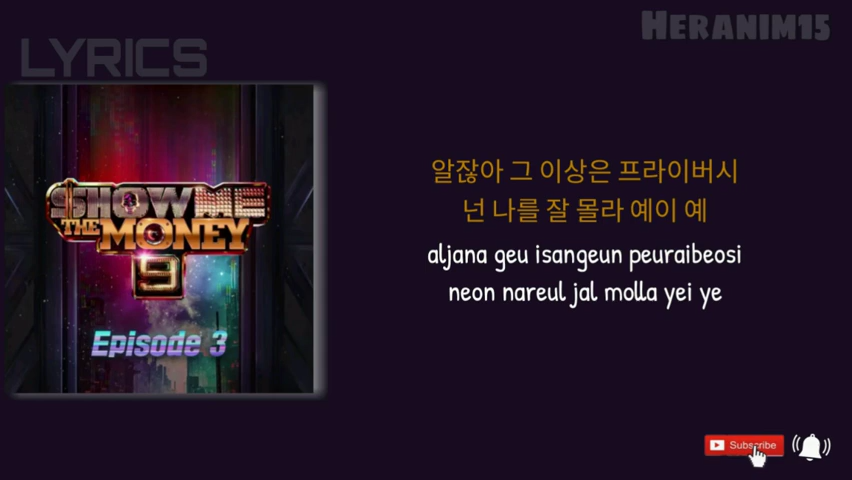 HERANIM15
LYRICS
SHOW ME
THE MONEY
9
Episode 3
알잖아 그 이상은 프라이버시
넌 나를 잘 몰라 예이 예
aljana geu isangeun peuraibeosi
neon nareul jal molla yei ye
Subscribe